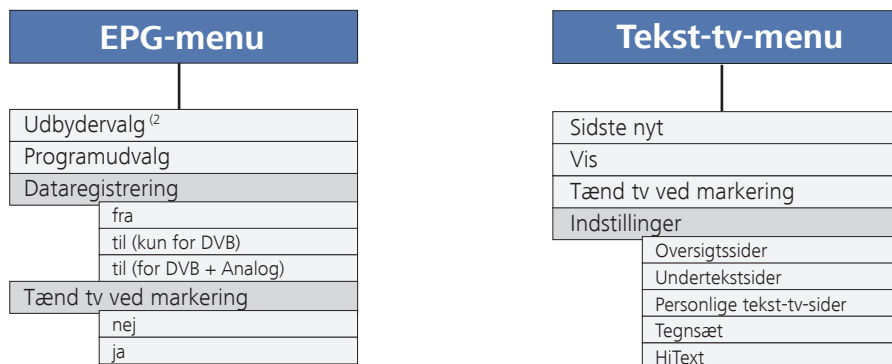 EPG-menu
Udbydervalg (2
Programudvalg
Dataregistrering
fra
til (kun for DVB)
til (for DVB + Analog)
Tænd tv ved markering
nej
ja
Tekst-tv-menu
Sidste nyt
Vis
Tænd tv ved markering
Indstillinger
Oversigtssider
Undertekstsider
Personlige tekst-tv-sider
Tegnsæt
HiText